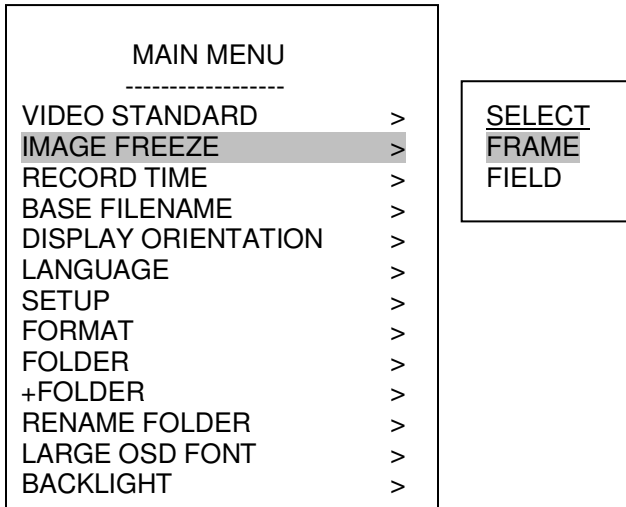 MAIN MENU
------------------
VIDEO STANDARD >
IMAGE FREEZE >
RECORD TIME >
BASE FILENAME >
DISPLAY ORIENTATION >
LANGUAGE >
SETUP >
FORMAT >
FOLDER >
+FOLDER >
RENAME FOLDER >
LARGE OSD FONT >
BACKLIGHT >
SELECT
FRAME
FIELD